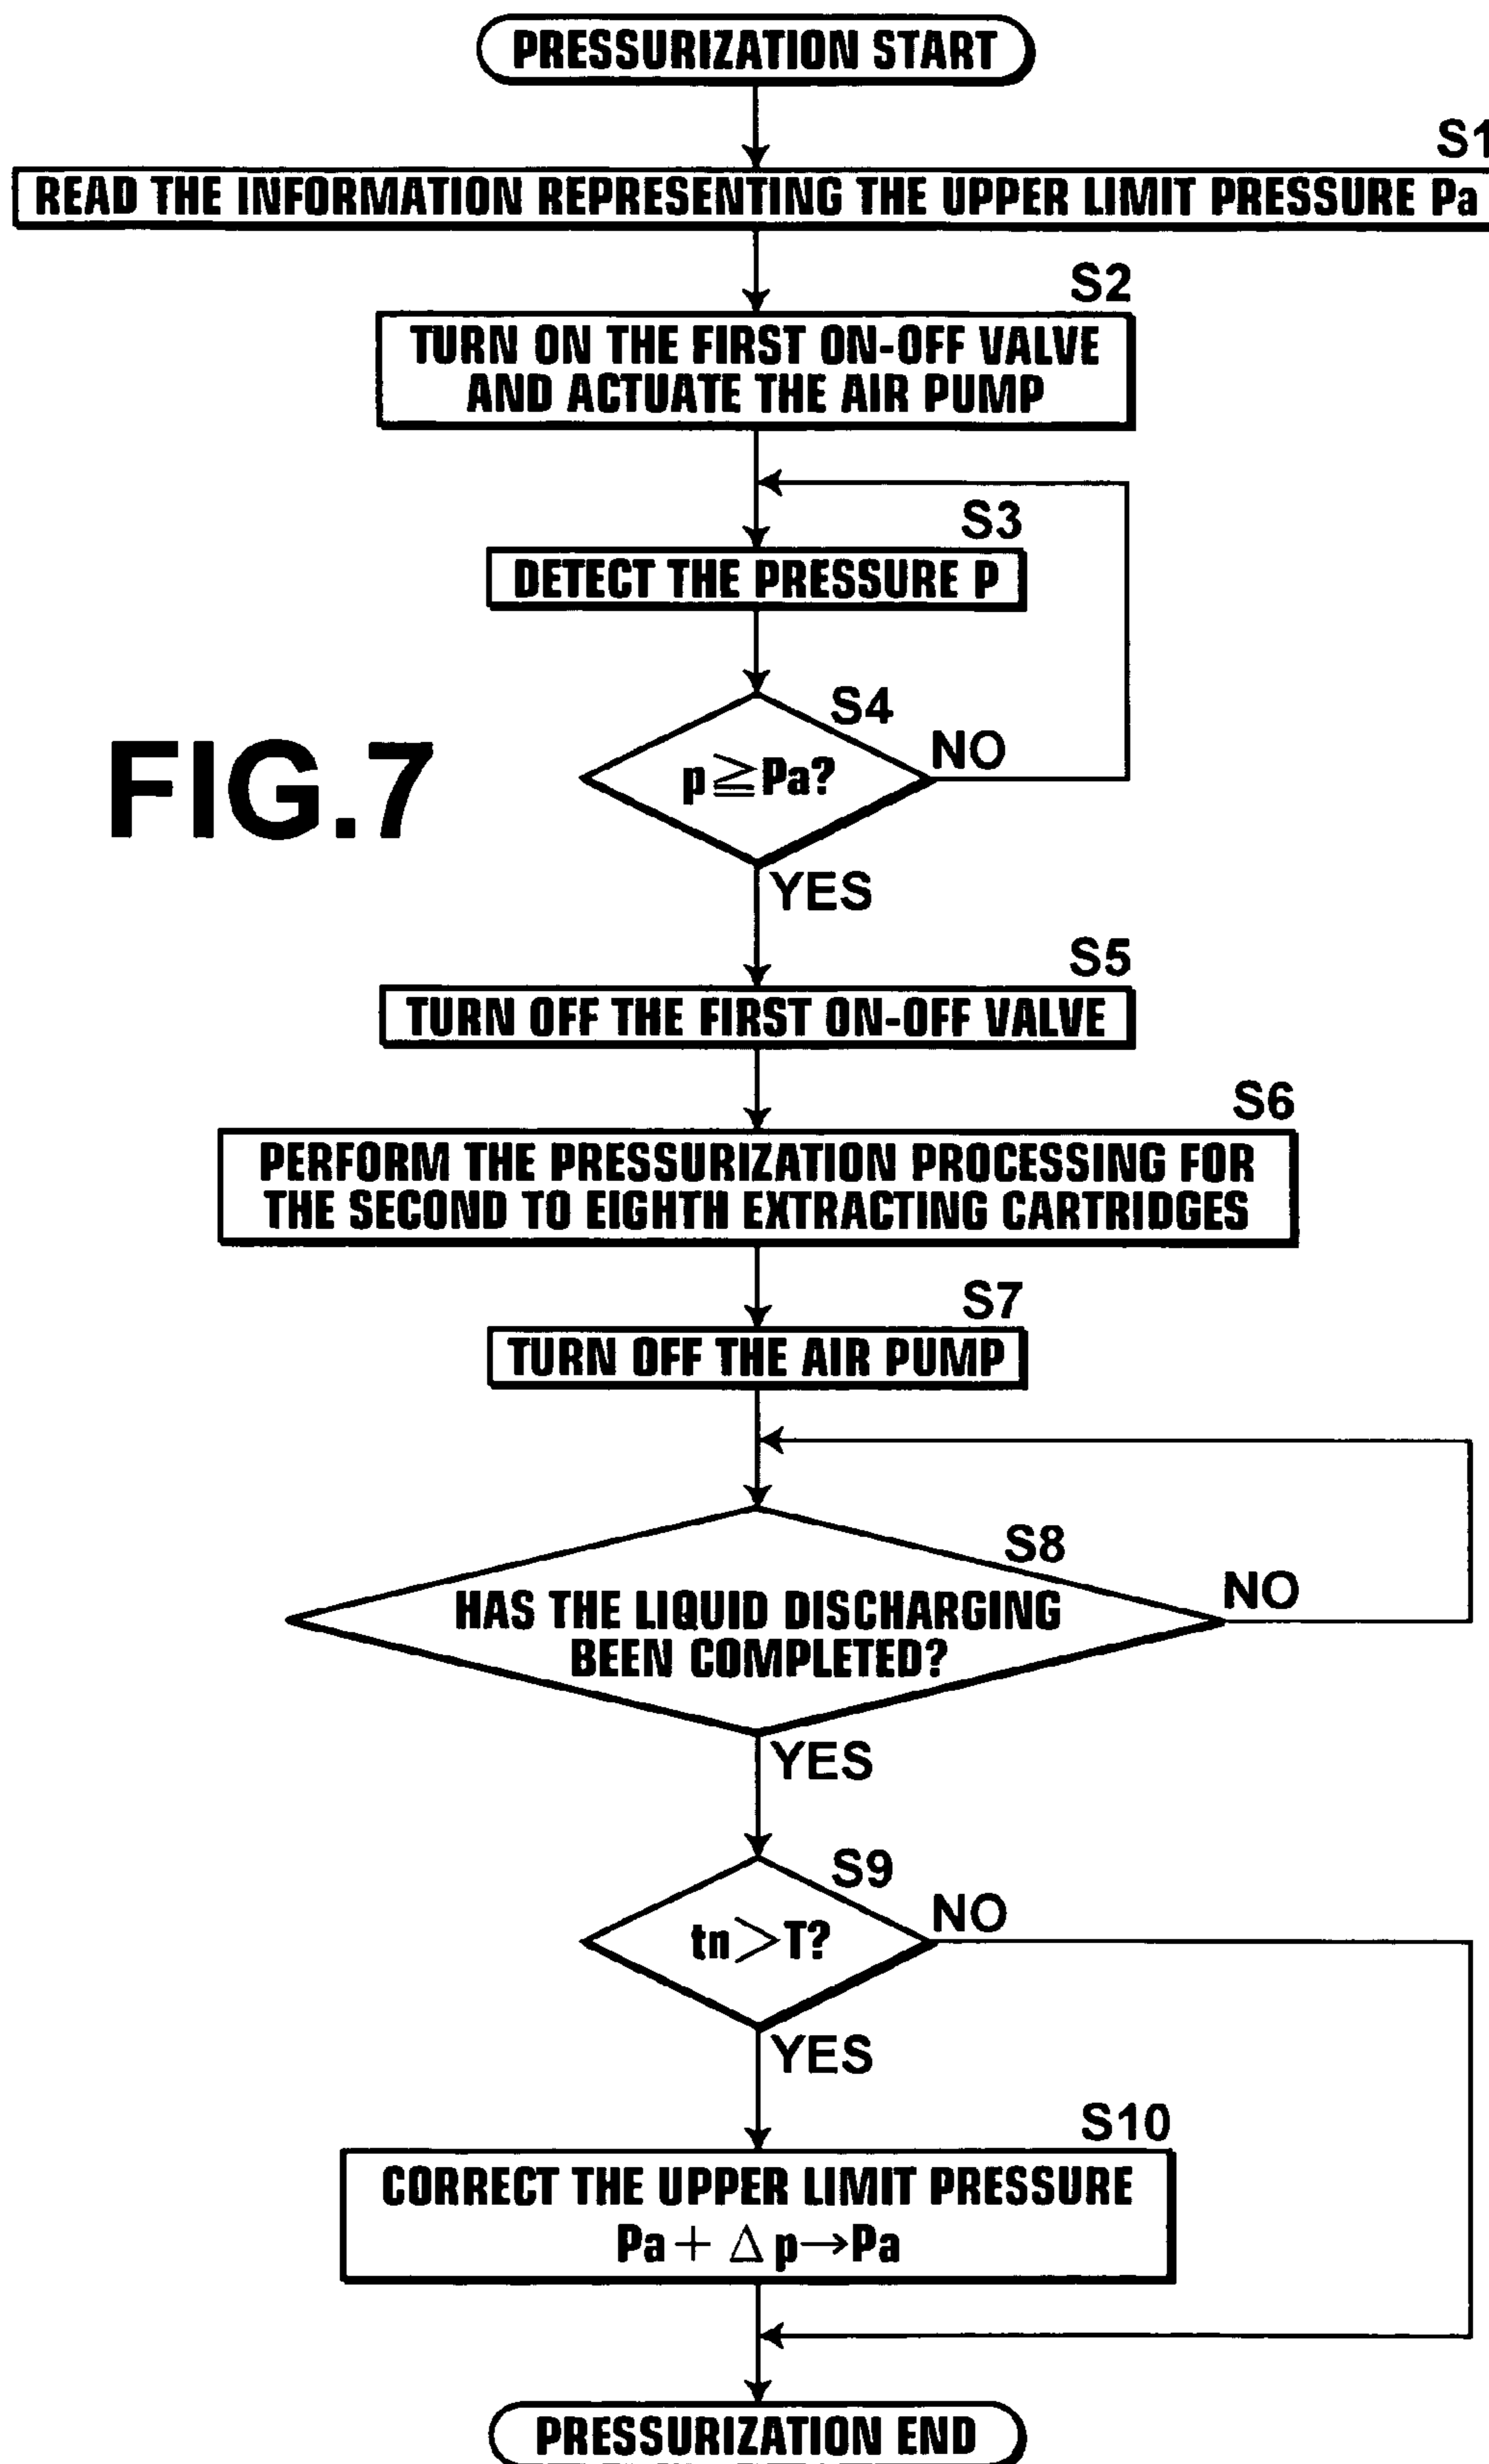 PRESSURIZATION START
S1
READ THE INFORMATION REPRESENTING THE UPPER LIMIT PRESSURE Pa
S2
TURN ON THE FIRST ON-OFF VALVE
AND ACTUATE THE AIR PUMP
S3
DETECT THE PRESSURE P
S4
p≧Pa?
NO
FIG.7
YES
S5
TURN OFF THE FIRST ON-OFF VALVE
S6
PERFORM THE PRESSURIZATION PROCESSING FOR
THE SECOND TO EIGHTH EXTRACTING CARTRIDGES
S7
TURN OFF THE AIR PUMP
S8
NO
HAS THE LIQUID DISCHARGING
BEEN COMPLETED?
YES
S9
NO
tn>T?
YES
S10
CORRECT THE UPPER LIMIT PRESSURE
Pa+ Δp→Pa
PRESSURIZATION END